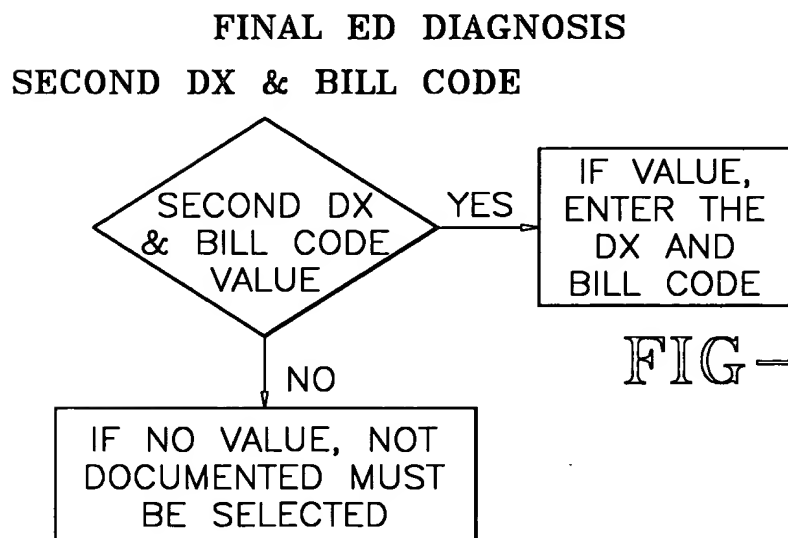 FINAL ED DIAGNOSIS
SECOND DX & BILL CODE
SECOND DX
& BILL CODE
VALUE
YES
IF VALUE,
ENTER THE
DX AND
BILL CODE
FIG-
NO
IF NO VALUE, NOT
DOCUMENTED MUST
BE SELECTED